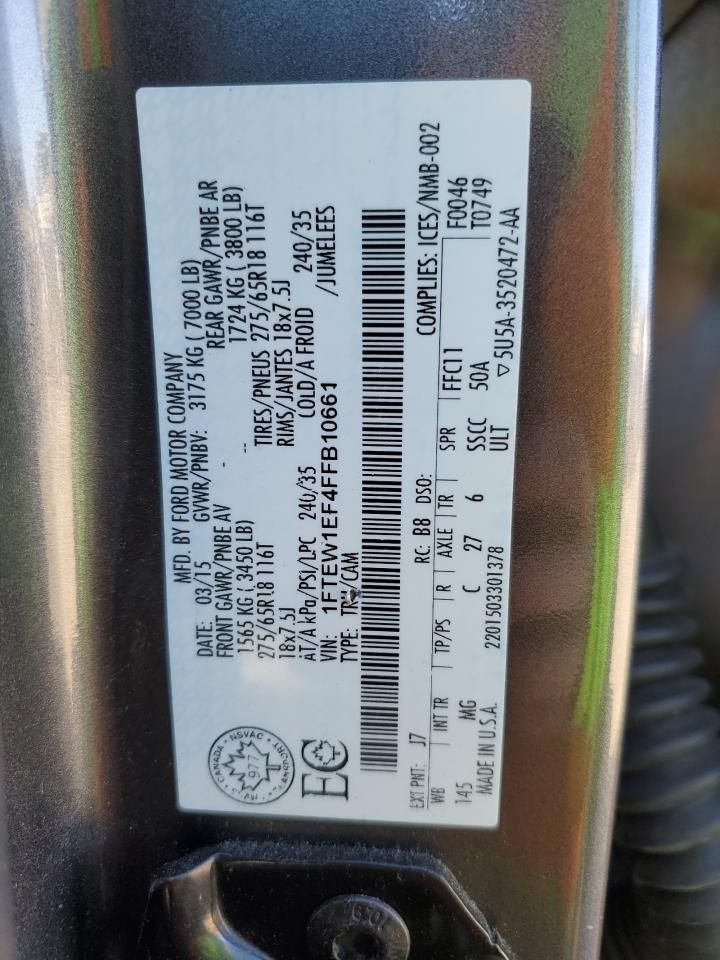 MFD. BY FORD MOTOR COMPANY
DATE: 03/15 GVWR/PNBV: 3175 KG ( 7000 LB)
FRONT GAWR/PNBE AV - REAR GAWR/PNBE AR
1565 KG ( 3450 LB) -- 1724 KG ( 3800 LB)
275/65R18 116T TIRES/PNEUS 275/65R18 116T
18x7.5J RIMS/JANTES 18x7.5J
AT/A kPa/PSI/LPC 240/35 COLD/A FROID 240/35
VIN: 1FTEW1EF4FFB10661 /JUMELEES
TYPE: /CAM
CANADA • NSVAC •
977
TRANSPORT
EC
EXT PNT: J7 RC: B8 DSO: COMPLIES: ICES/NMB-002
WB INT TR TP/PS R AXLE TR SPR FFC11 F0046
145 MG C 27 6 SSCC 50A T0749
MADE IN U.S.A. 2201503301378 ULT ▽5U5A-3520472-AA